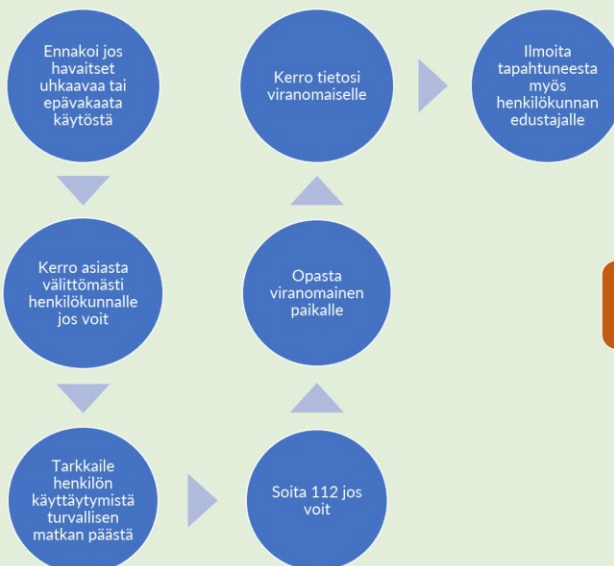 Ennakoi jos
havaitset
uhkaavaa tai
epävakaata
käytöstä
Kerro asiasta
välittömästi
henkilökunnalle
jos voit
Tarkkaile
henkilön
käyttäytymistä
turvallisen
matkan päästä
Soita 112 jos
voit
Opasta
viranomainen
paikalle
Kerro tietosi
viranomaiselle
Ilmoita
tapahtuneesta
myös
henkilökunnan
edustajalle